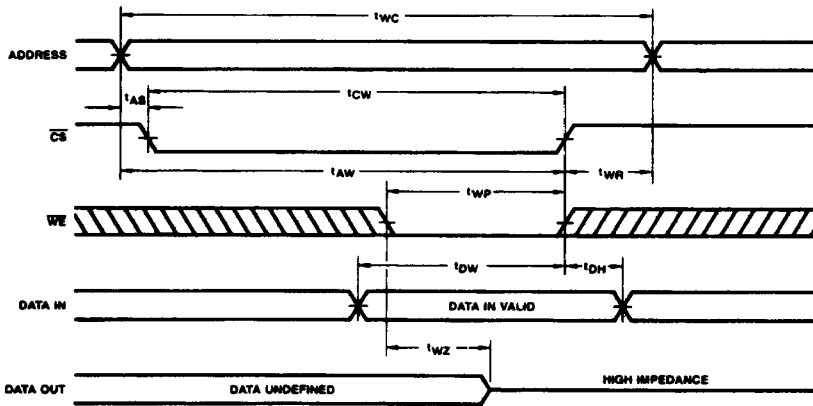 tWC
ADDRESS
tAS
tCW
CS
tAW
tWR
tWP
WE
tDW
tDH
DATA IN
DATA IN VALID
tWZ
DATA OUT
DATA UNDEFINED
HIGH IMPEDANCE